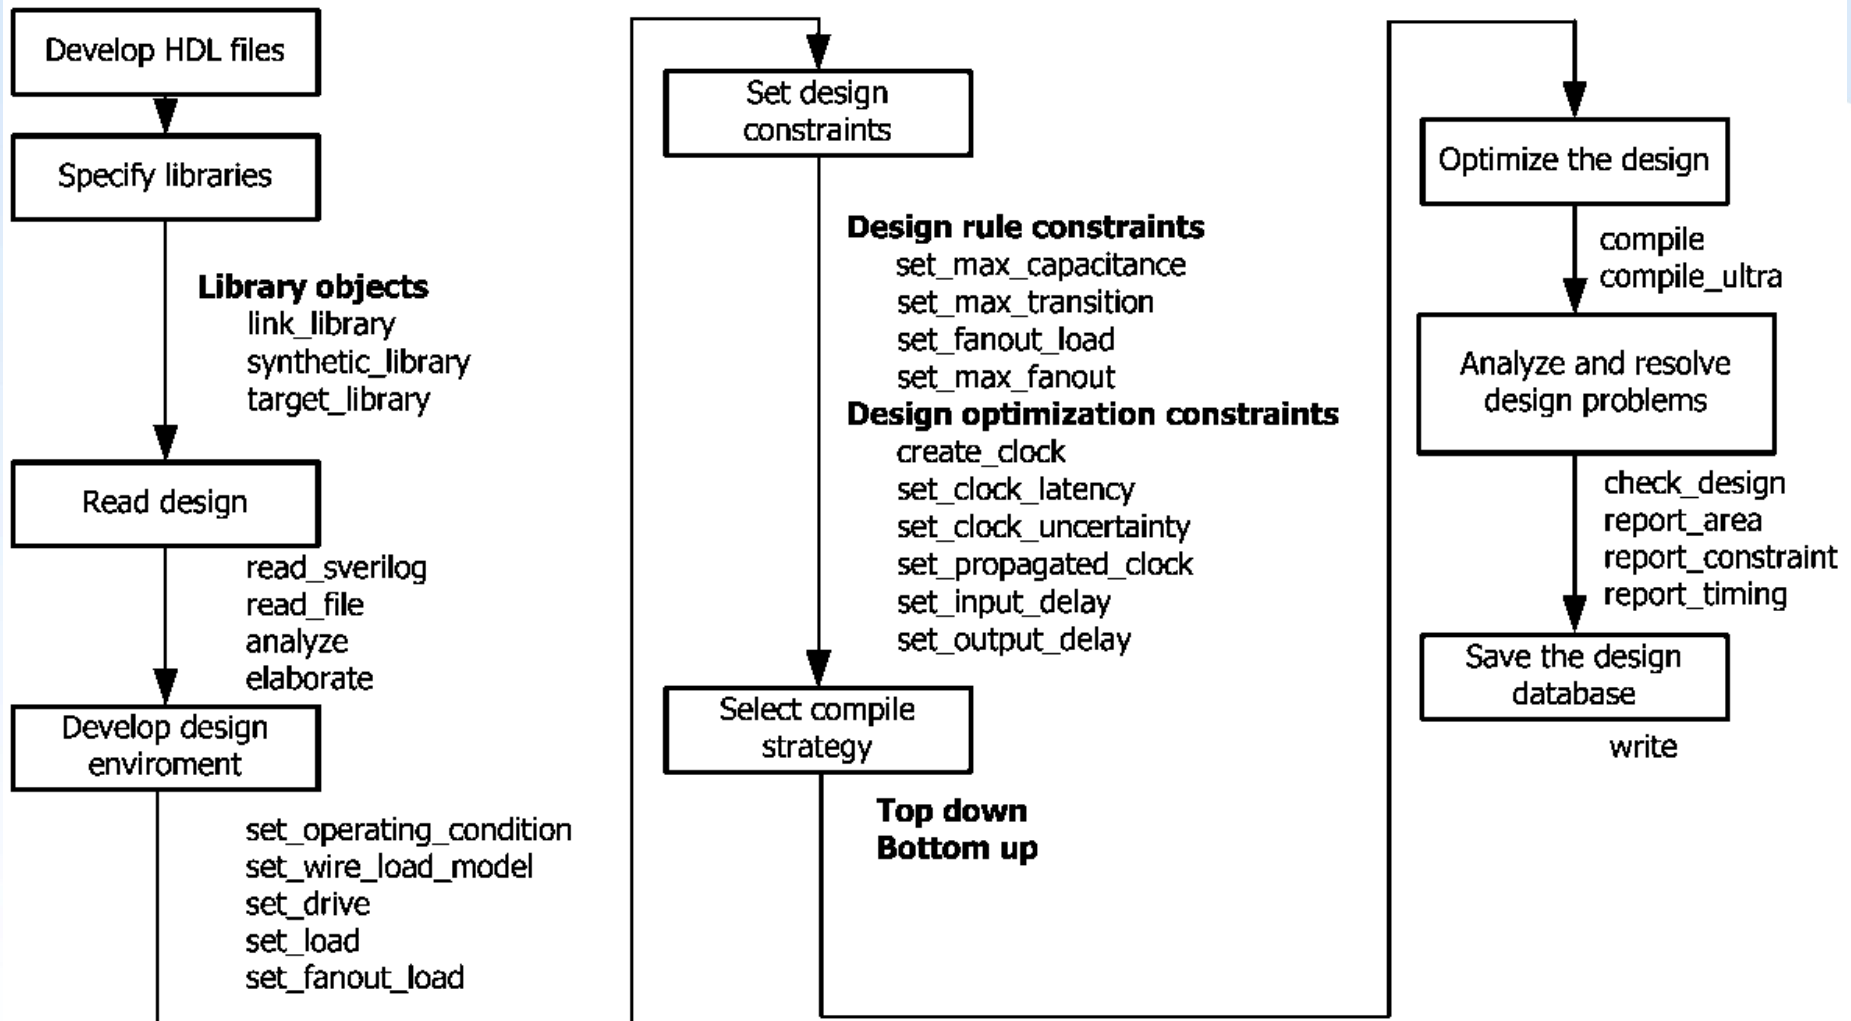 Develop HDL files
Specify libraries
Library objects
link_library
synthetic_library
target_library
Read design
read_sverilog
read_file
analyze
elaborate
Develop design
enviroment
set_operating_condition
set_wire_load_model
set_drive
set_load
set_fanout_load
Set design
constraints
Design rule constraints
set_max_capacitance
set_max_transition
set_fanout_load
set_max_fanout
Design optimization constraints
create_clock
set_clock_latency
set_clock_uncertainty
set_propagated_clock
set_input_delay
set_output_delay
Select compile
strategy
Top down
Bottom up
Optimize the design
compile
compile_ultra
Analyze and resolve
design problems
check_design
report_area
report_constraint
report_timing
Save the design
database
write